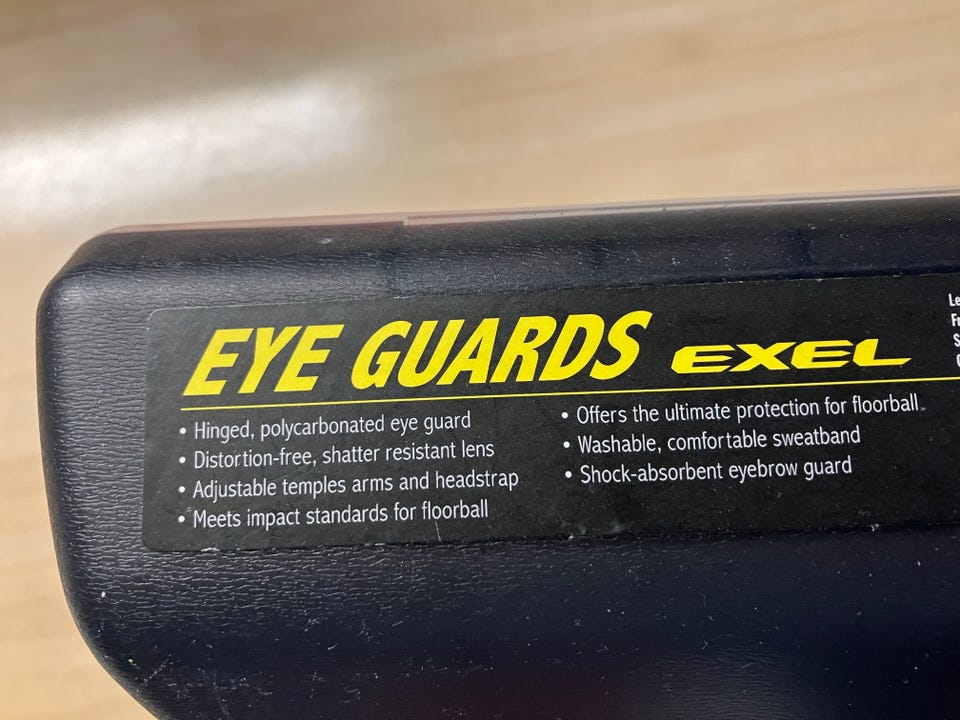 EYE GUARDS EXEL
• Hinged, polycarbonated eye guard
• Distortion-free, shatter resistant lens
• Adjustable temples arms and headstrap
• Meets impact standards for floorball
• Offers the ultimate protection for floorball
• Washable, comfortable sweatband
• Shock-absorbent eyebrow guard